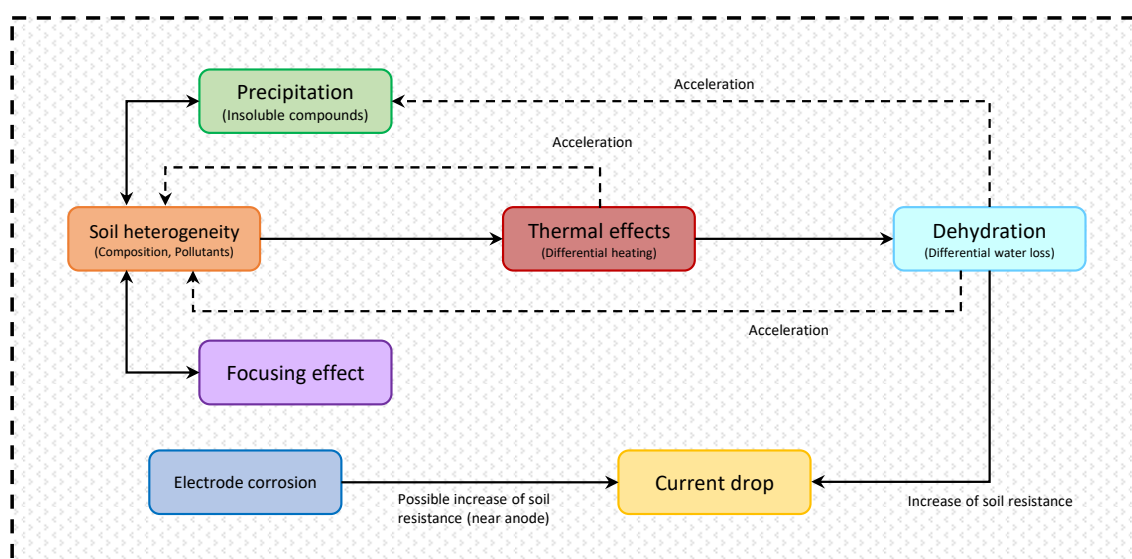 Acceleration
Precipitation
(Insoluble compounds)
Acceleration
Soil heterogeneity
(Composition, Pollutants)
Thermal effects
(Differential heating)
Dehydration
(Differential water loss)
Acceleration
Focusing effect
Electrode corrosion
Possible increase of soil
resistance (near anode)
Current drop
Increase of soil resistance